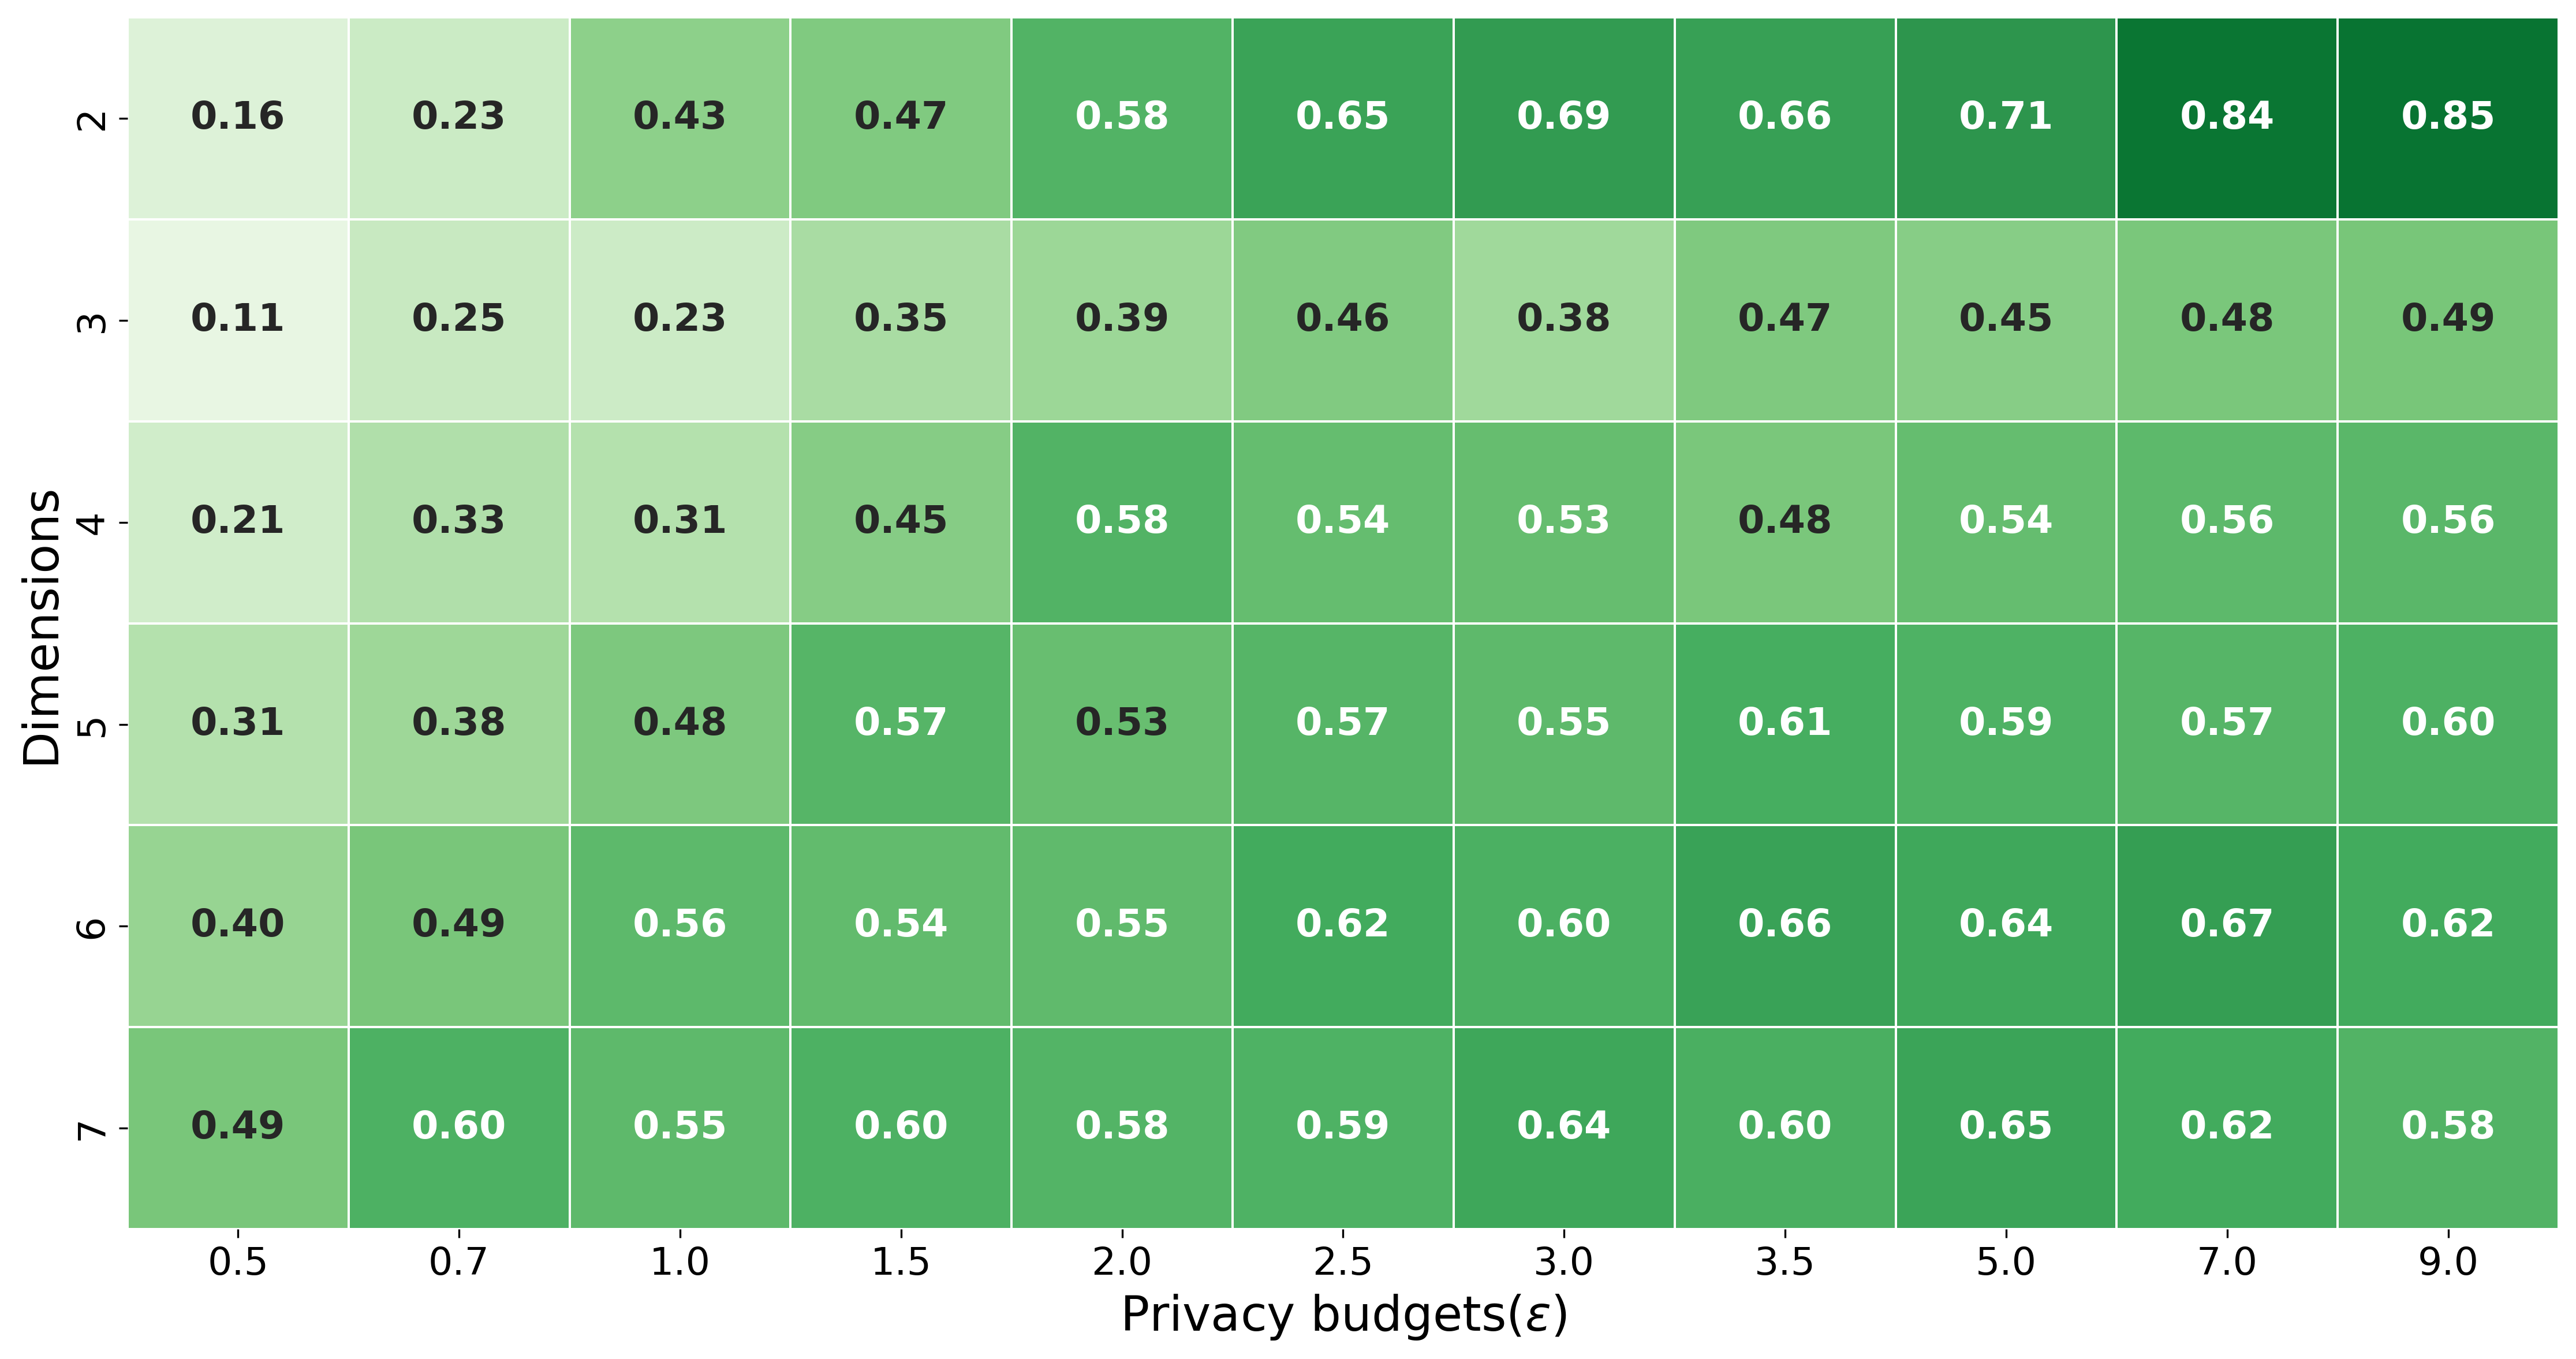 2 0.16 0.23 0.43 0.47 0.58 0.65 0.69 0.66 0.71 0.84 0.85
3 0.11 0.25 0.23 0.35 0.39 0.46 0.38 0.47 0.45 0.48 0.49
4 0.21 0.33 0.31 0.45 0.58 0.54 0.53 0.48 0.54 0.56 0.56
Dimensions
5 0.31 0.38 0.48 0.57 0.53 0.57 0.55 0.61 0.59 0.57 0.60
6 0.40 0.49 0.56 0.54 0.55 0.62 0.60 0.66 0.64 0.67 0.62
7 0.49 0.60 0.55 0.60 0.58 0.59 0.64 0.60 0.65 0.62 0.58
0.5 0.7 1.0 1.5 2.0 2.5 3.0 3.5 5.0 7.0 9.0
Privacy budgets(ε)